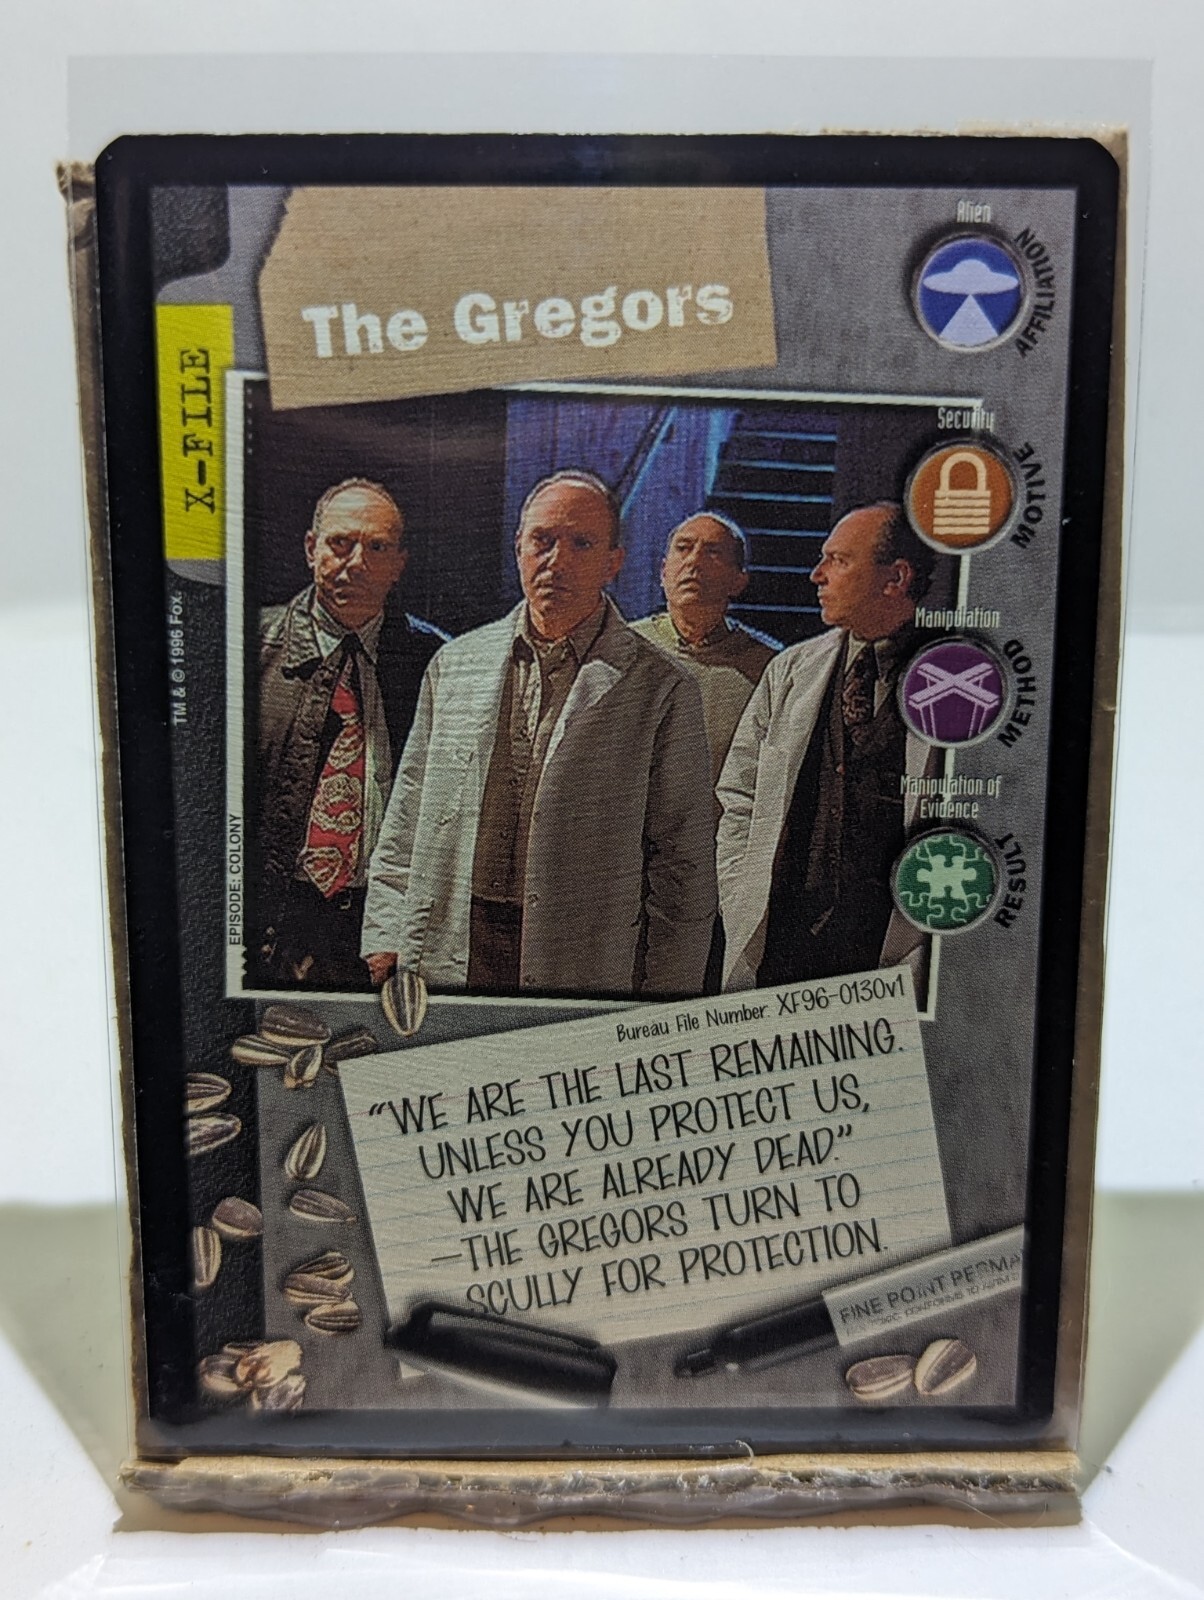 The Gregors
X-FILE
TM & © 1996 Fox.
EPISODE: COLONY
Alien
AFFILIATION
Security
MOTIVE
Manipulation
METHOD
Manipulation of
Evidence
RESULT
Bureau File Number: XF96-0130v1
“WE ARE THE LAST REMAINING.
UNLESS YOU PROTECT US,
WE ARE ALREADY DEAD.”
—THE GREGORS TURN TO
SCULLY FOR PROTECTION.
FINE POINT PERMA
CONFORMS TO